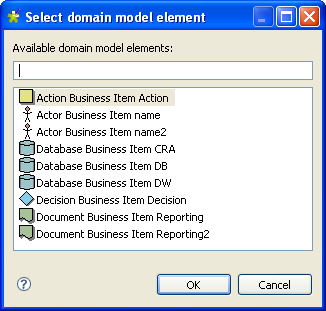 Select domain model element
Available domain model elements:
Action Business Item Action
Actor Business Item name
Actor Business Item name2
Database Business Item CRA
Database Business Item DB
Database Business Item DW
Decision Business Item Decision
Document Business Item Reporting
Document Business Item Reporting2
?
OK
Cancel